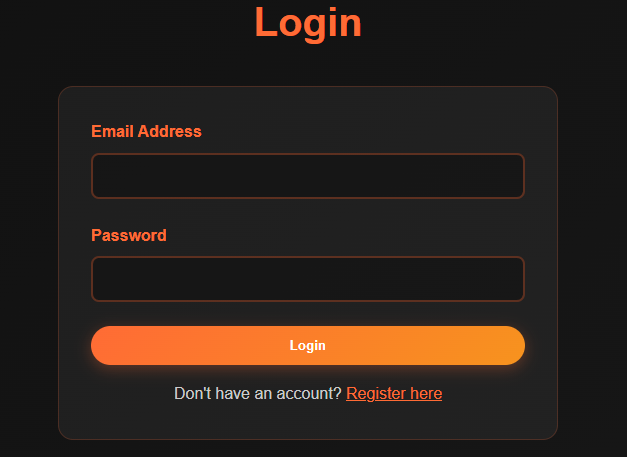 Login
Email Address
Password
Login
Don't have an account? Register here